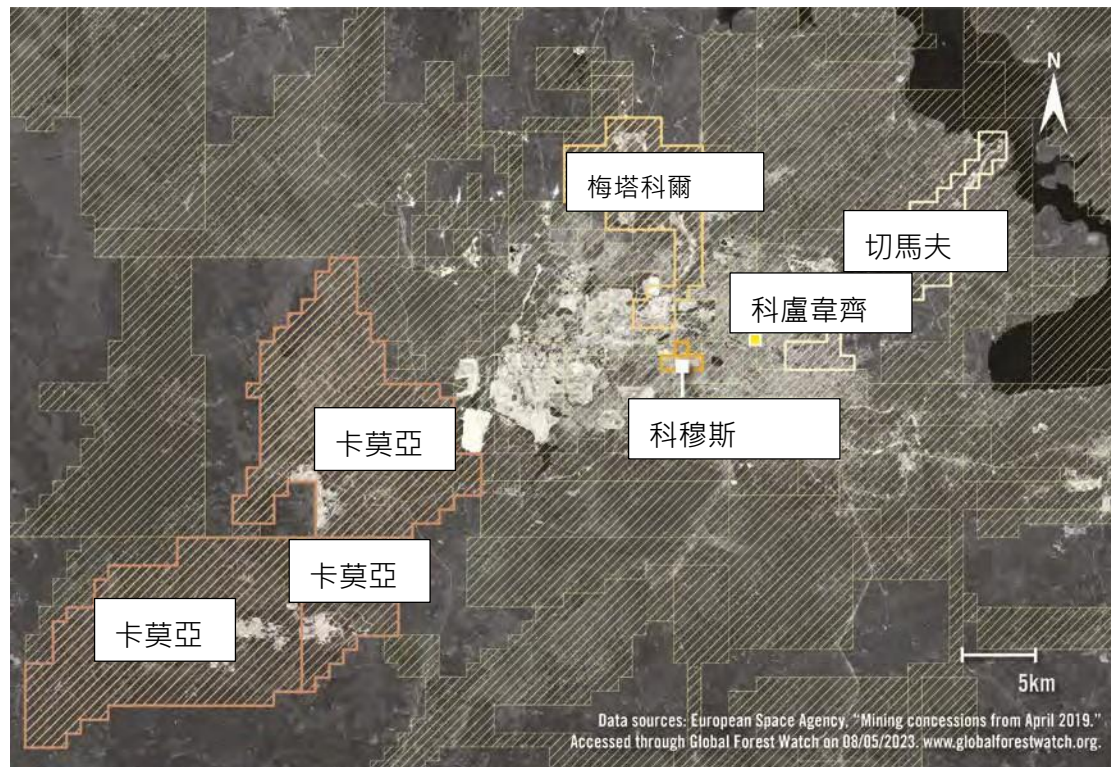 N
梅塔科爾
切馬夫
科盧韋齊
科穆斯
卡莫亞
卡莫亞
卡莫亞
5km
Data sources: European Space Agency, “Mining concessions from April 2019.”
Accessed through Global Forest Watch on 08/05/2023. www.globalforestwatch.org.